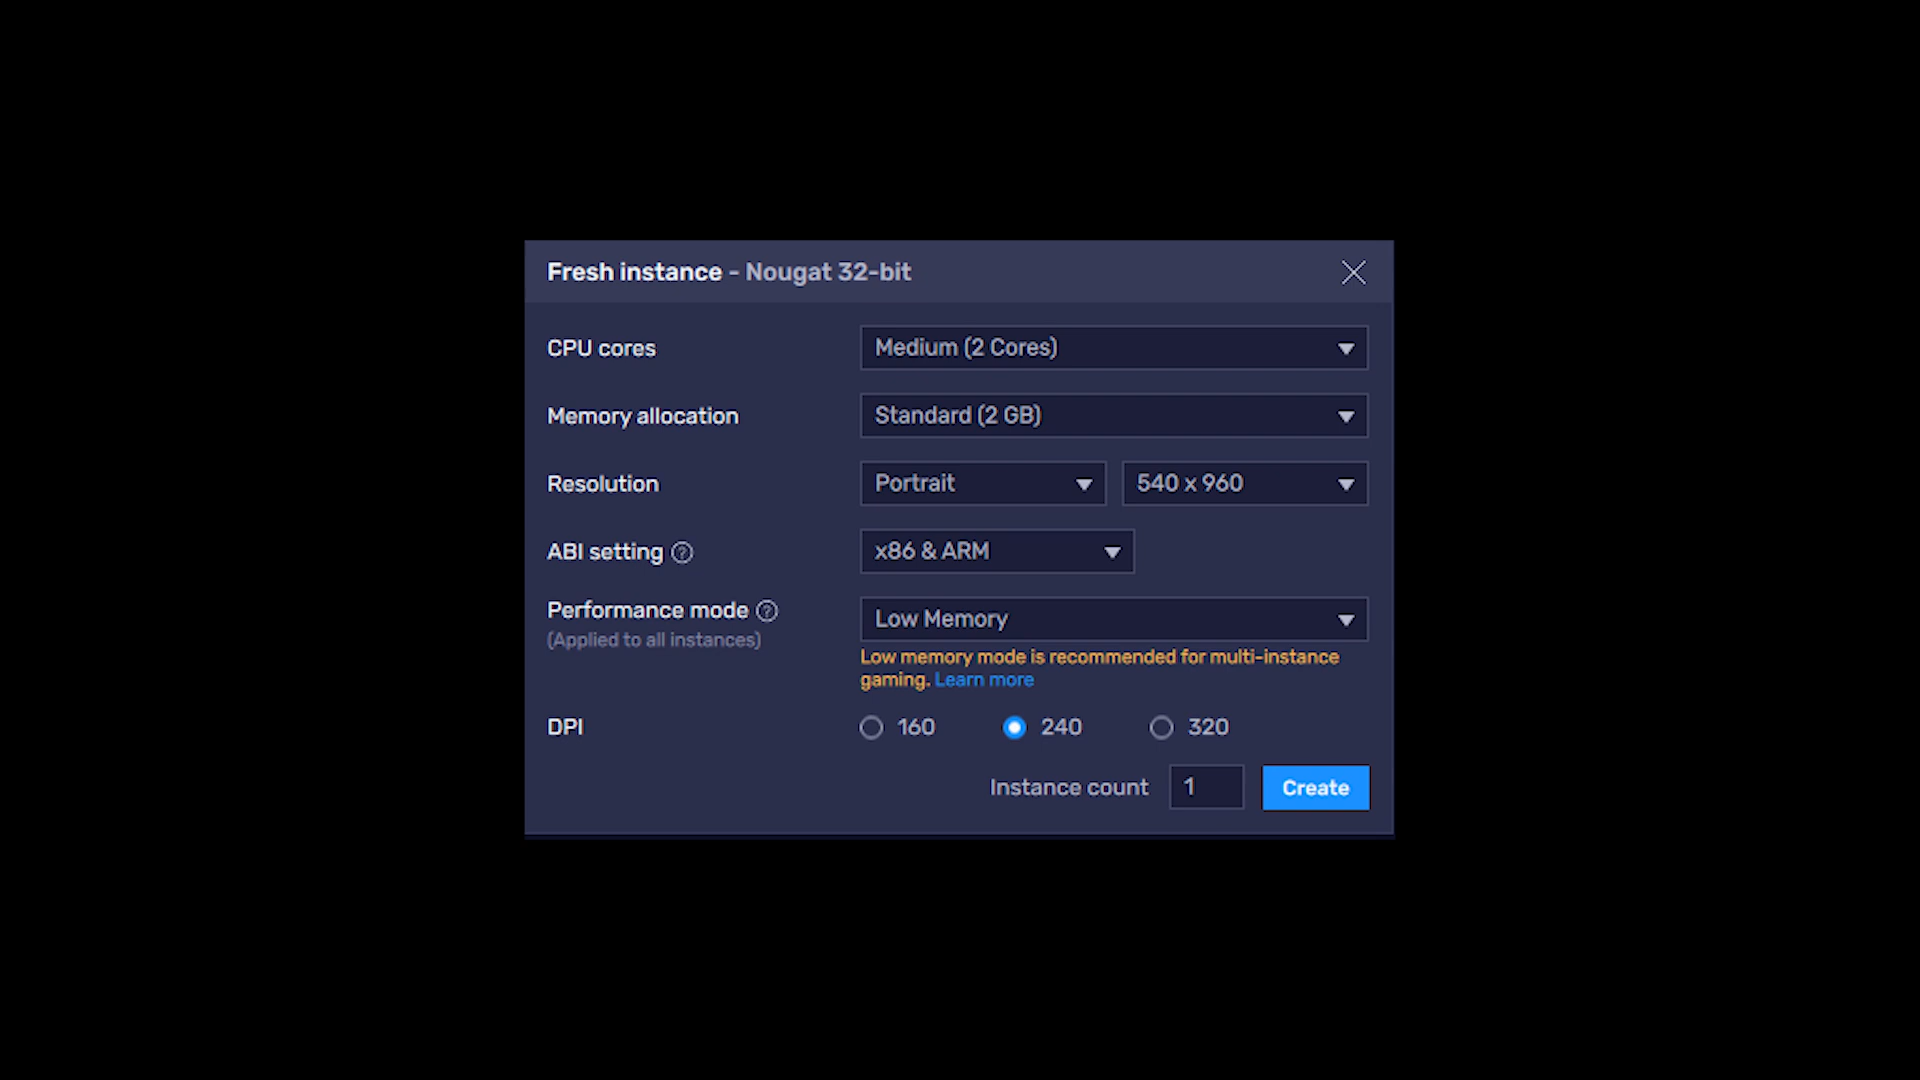 Fresh instance - Nougat 32-bit
CPU cores
Medium (2 Cores)
Memory allocation
Standard (2 GB)
Resolution
Portrait
540 x 960
ABI setting ?
x86 & ARM
Performance mode ?
(Applied to all instances)
Low Memory
Low memory mode is recommended for multi-instance
gaming. Learn more
DPI
160
240
320
Instance count
1
Create